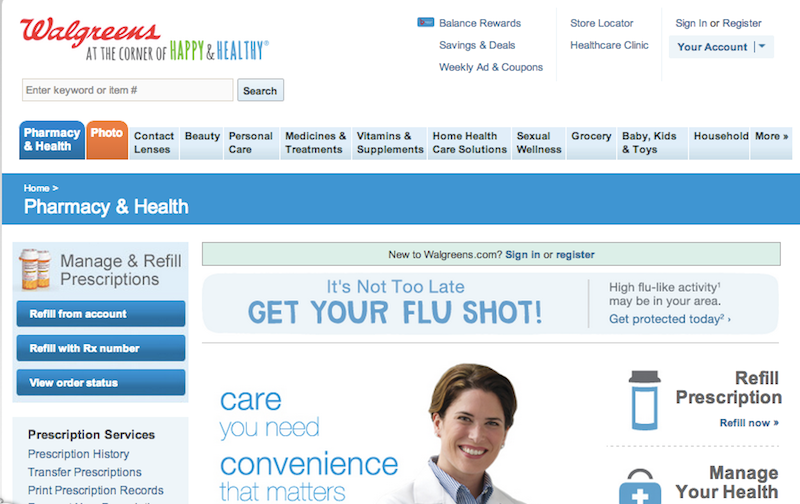 Walgreens
AT THE CORNER OF HAPPY & HEALTHY®
Balance Rewards
Savings & Deals
Weekly Ad & Coupons
Store Locator
Healthcare Clinic
Sign In or Register
Your Account
Enter keyword or item #
Search
Pharmacy
& Health
Photo
Contact
Lenses
Beauty
Personal
Care
Medicines &
Treatments
Vitamins &
Supplements
Home Health
Care Solutions
Sexual
Wellness
Grocery
Baby, Kids
& Toys
Household
More »
Home >
Pharmacy & Health
Manage & Refill
Prescriptions
Refill from account
Refill with Rx number
View order status
Prescription Services
Prescription History
Transfer Prescriptions
Print Prescription Records
New to Walgreens.com? Sign in or register
It's Not Too Late
GET YOUR FLU SHOT!
High flu-like activity¹
may be in your area.
Get protected today² ›
care
you need
convenience
that matters
Refill
Prescription
Refill now »
Manage
Your Health